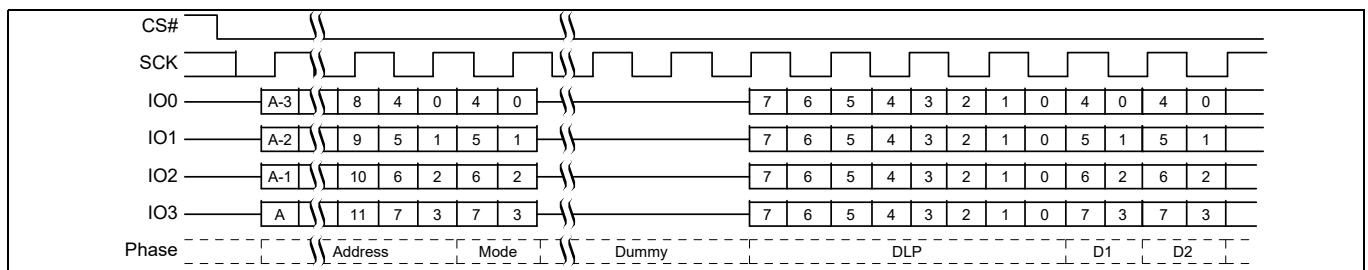 CS#
SCK
IO0 A-3 8 4 0 4 0 7 6 5 4 3 2 1 0 4 0 4 0
IO1 A-2 9 5 1 5 1 7 6 5 4 3 2 1 0 5 1 5 1
IO2 A-1 10 6 2 6 2 7 6 5 4 3 2 1 0 6 2 6 2
IO3 A 11 7 3 7 3 7 6 5 4 3 2 1 0 7 3 7 3
Phase Address Mode Dummy DLP D1 D2